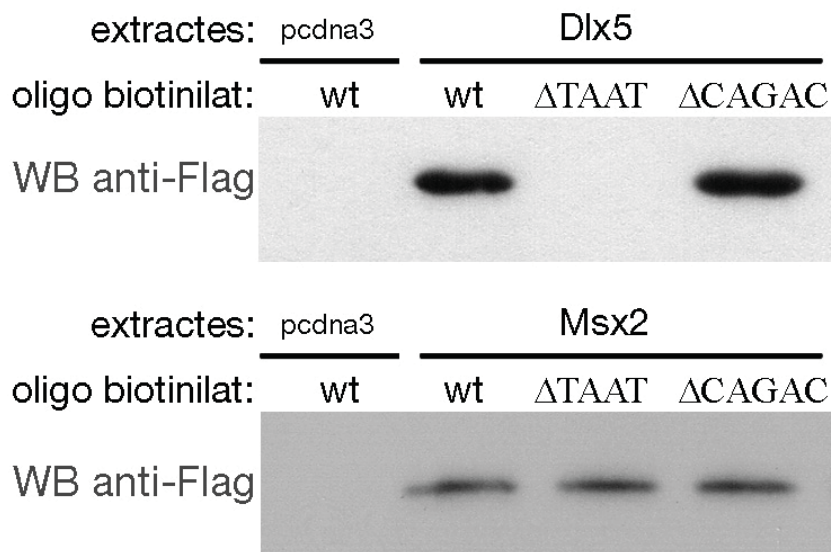 extractes: pcdna3 Dlx5
oligo biotinilat: wt wt ΔTAAT ΔCAGAC
WB anti-Flag
extractes: pcdna3 Msx2
oligo biotinilat: wt wt ΔTAAT ΔCAGAC
WB anti-Flag